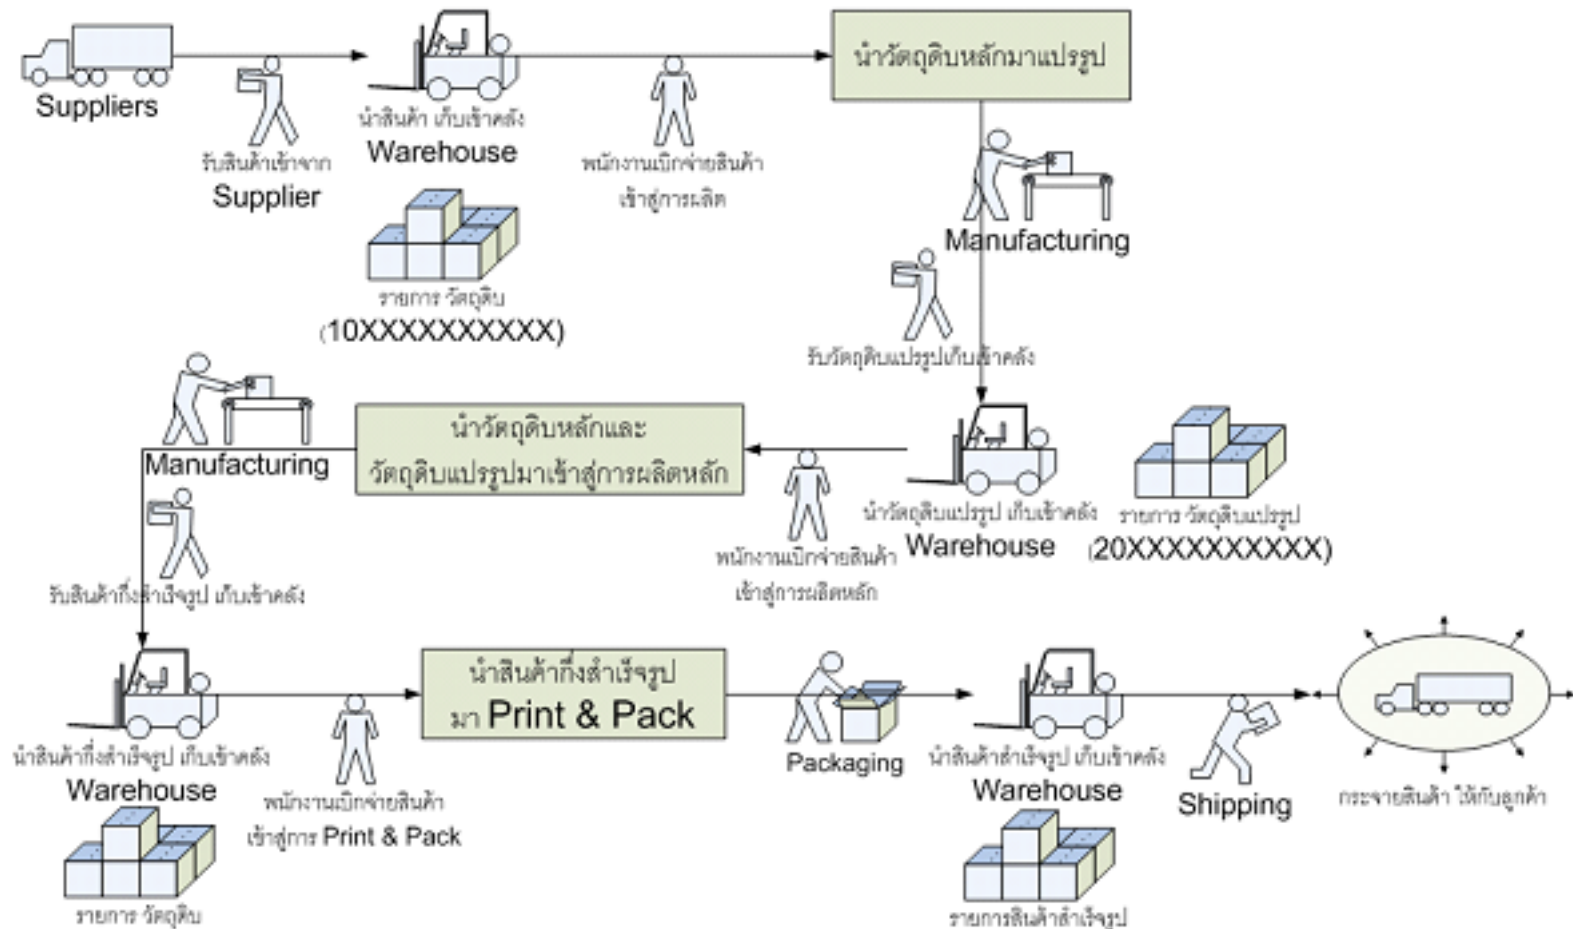 นำวัตถุดิบหลักมาแปรรูป
Suppliers
รับสินค้าเข้าจาก
Supplier
นำสินค้า เก็บเข้าคลัง
Warehouse
พนักงานเบิกจ่ายสินค้า
เข้าสู่การผลิต
Manufacturing
รายการ วัตถุดิบ
(10XXXXXXXXXX)
รับวัตถุดิบแปรรูปเก็บเข้าคลัง
Manufacturing
นำวัตถุดิบหลักและ
วัตถุดิบแปรรูปมาเข้าสู่การผลิตหลัก
พนักงานเบิกจ่ายสินค้า
เข้าสู่การผลิตหลัก
นำวัตถุดิบแปรรูป เก็บเข้าคลัง
Warehouse
รายการ วัตถุดิบแปรรูป
(20XXXXXXXXXX)
รับสินค้ากึ่งสำเร็จรูป เก็บเข้าคลัง
นำสินค้ากึ่งสำเร็จรูป เก็บเข้าคลัง
Warehouse
รายการ วัตถุดิบ
พนักงานเบิกจ่ายสินค้า
เข้าสู่การ Print & Pack
นำสินค้ากึ่งสำเร็จรูป
มา Print & Pack
Packaging
นำสินค้าสำเร็จรูป เก็บเข้าคลัง
Warehouse
รายการสินค้าสำเร็จรูป
Shipping
กระจายสินค้า ให้กับลูกค้า